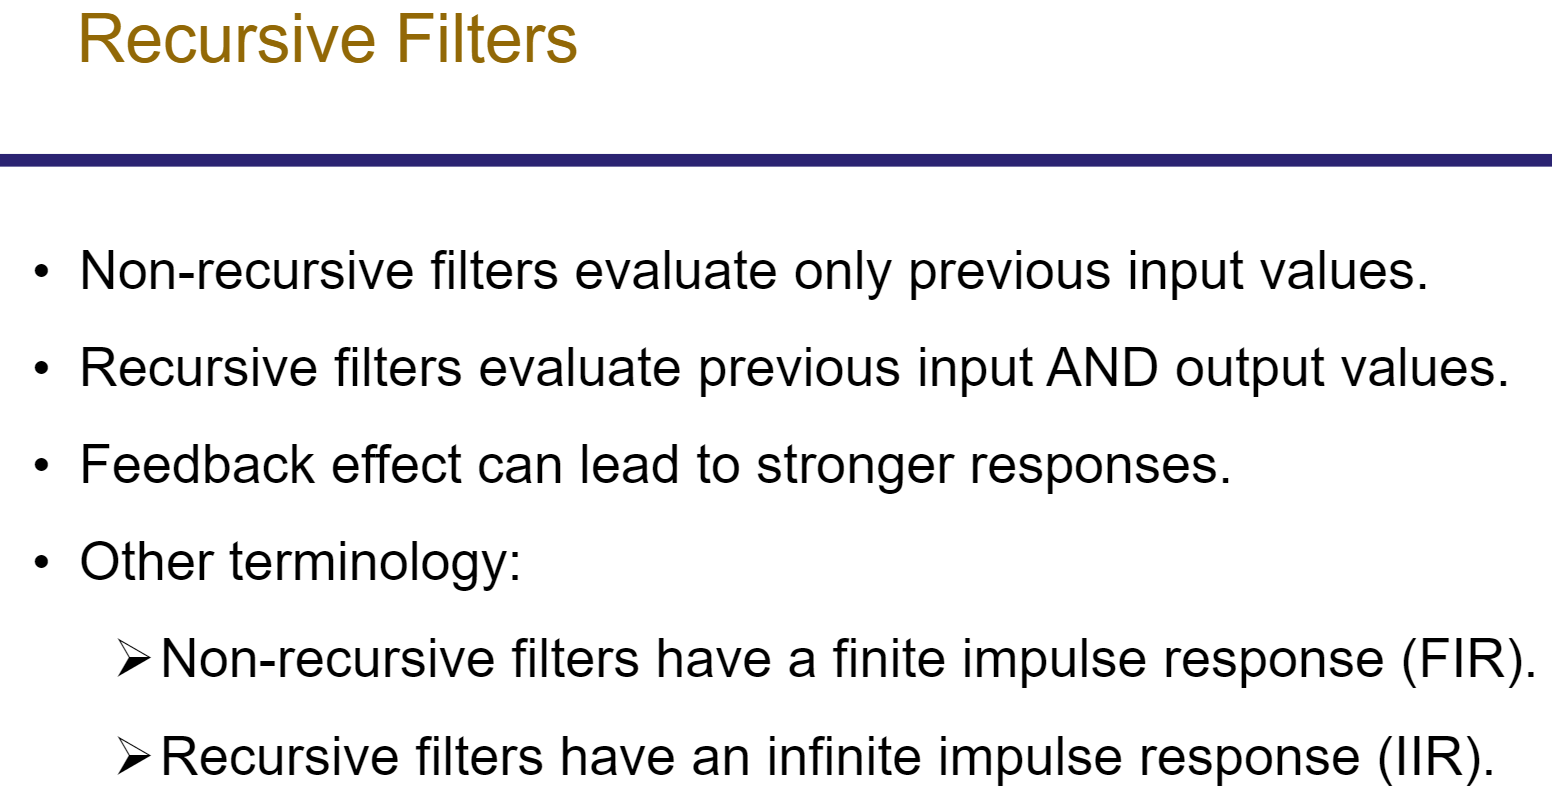 Recursive Filters
• Non-recursive filters evaluate only previous input values.
• Recursive filters evaluate previous input AND output values.
• Feedback effect can lead to stronger responses.
• Other terminology:
➢Non-recursive filters have a finite impulse response (FIR).
➢Recursive filters have an infinite impulse response (IIR).